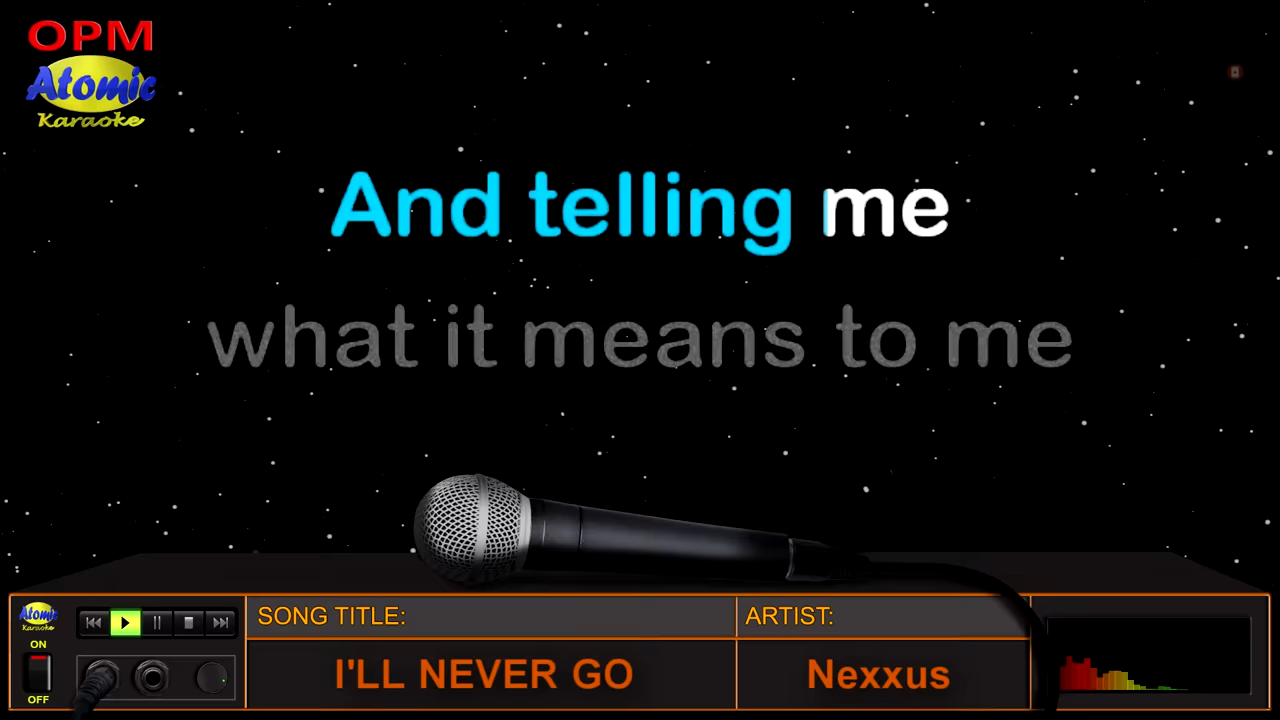 OPM
Atomic
Karaoke
And telling me
what it means to me
Atomic
Karaoke
ON
OFF
SONG TITLE:
ARTIST:
I'LL NEVER GO
Nexxus